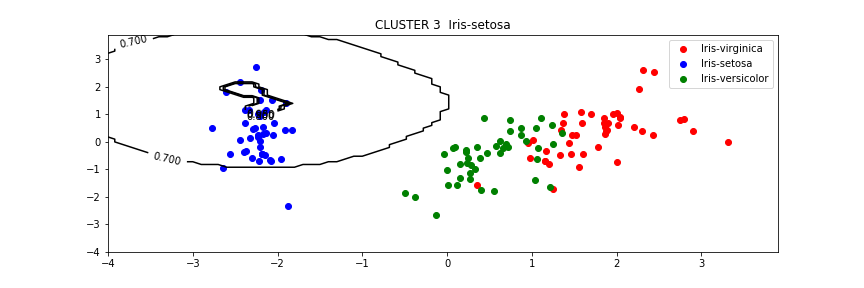 CLUSTER 3 Iris-setosa
0.700
Iris-virginica
Iris-setosa
Iris-versicolor
0.700
3
2
1
0
−1
−2
−3
−4
−4 −3 −2 −1 0 1 2 3